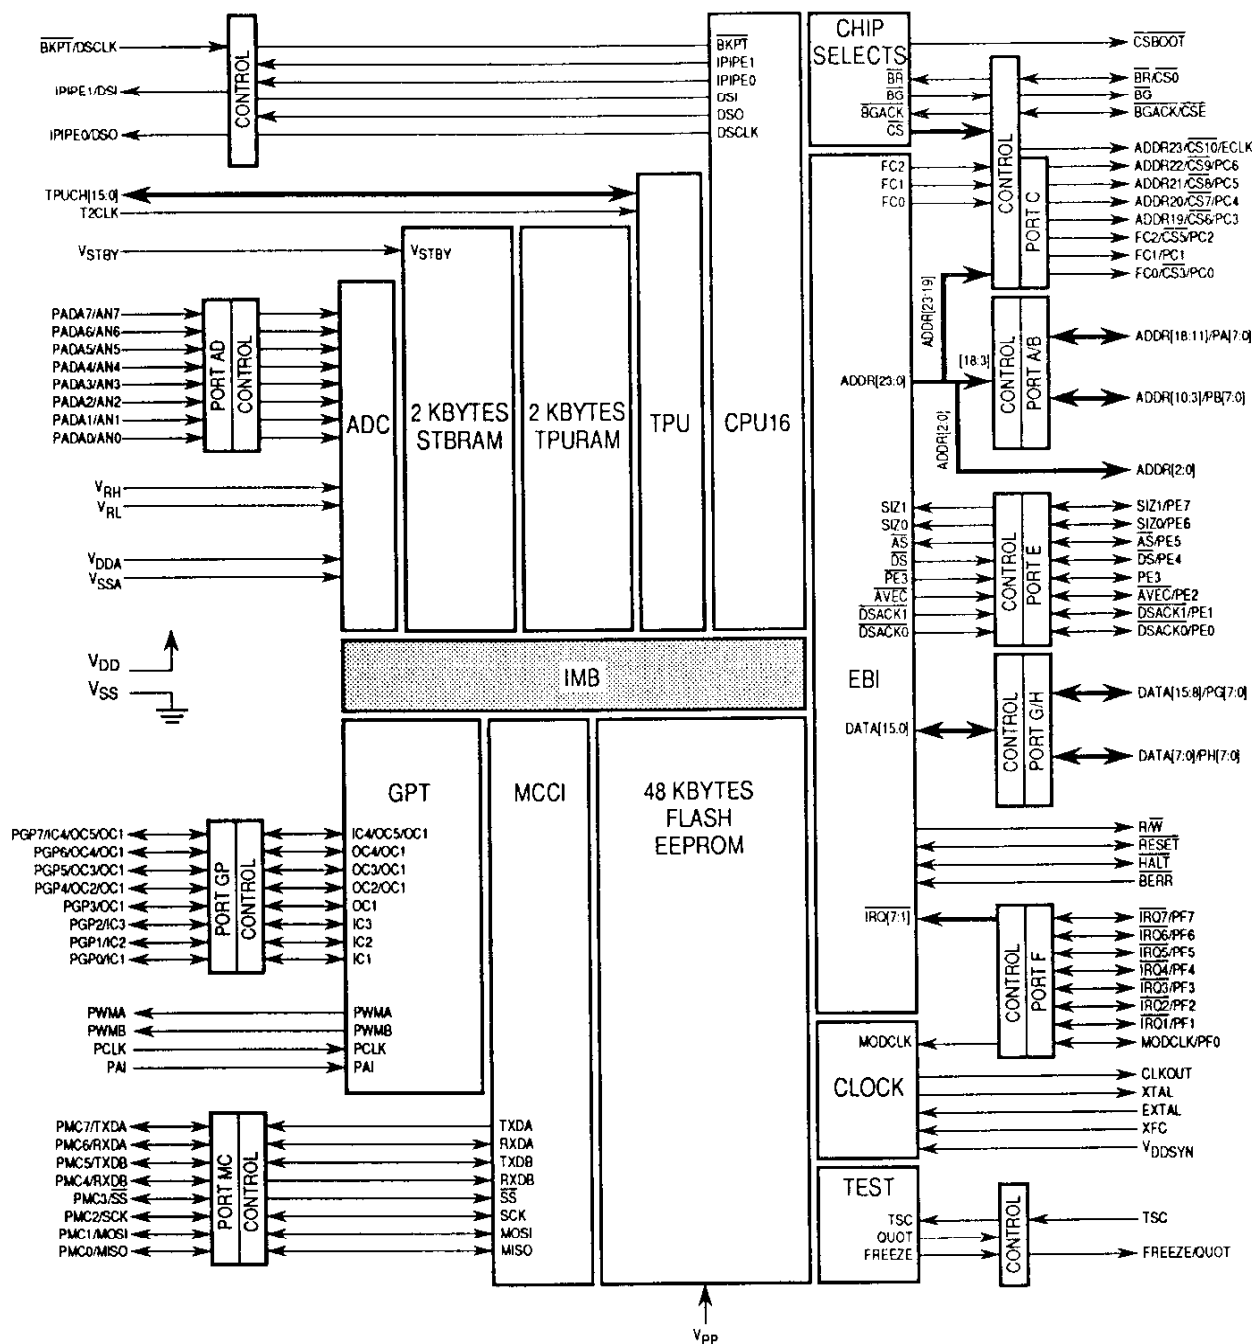 BKPT/DSCLK
IPIPE1/DSI
IPIPE0/DSO
CONTROL
BKPT
IPIPE1
IPIPE0
DSI
DSO
DSCLK
TPUCH[15:0]
T2CLK
VSTBY
VSTBY
PADA7/AN7
PADA6/AN6
PADA5/AN5
PADA4/AN4
PADA3/AN3
PADA2/AN2
PADA1/AN1
PADA0/AN0
PORT AD
CONTROL
VRH
VRL
VDDA
VSSA
VDD
VSS
ADC
2 KBYTES
STBRAM
2 KBYTES
TPURAM
TPU
CPU16
IMB
CHIP
SELECTS
BR
BG
BGACK
CS
CSBOOT
BR/CS0
BG
BGACK/CSE
FC2
FC1
FC0
CONTROL
PORT C
ADDR23/CS10/ECLK
ADDR22/CS9/PC6
ADDR21/CS8/PC5
ADDR20/CS7/PC4
ADDR19/CS6/PC3
FC2/CS5/PC2
FC1/PC1
FC0/CS3/PC0
ADDR[23:19]
ADDR[23:0]
[18:3]
ADDR[2:0]
CONTROL
PORT A/B
ADDR[18:11]/PA[7:0]
ADDR[10:3]/PB[7:0]
ADDR[2:0]
SIZ1
SIZ0
AS
DS
PE3
AVEC
DSACK1
DSACK0
CONTROL
PORT E
SIZ1/PE7
SIZ0/PE6
AS/PE5
DS/PE4
PE3
AVEC/PE2
DSACK1/PE1
DSACK0/PE0
EBI
DATA[15:0]
CONTROL
PORT G/H
DATA[15:8]/PG[7:0]
DATA[7:0]/PH[7:0]
R/W
RESET
HALT
BERR
IRQ[7:1]
CONTROL
PORT F
IRQ7/PF7
IRQ6/PF6
IRQ5/PF5
IRQ4/PF4
IRQ3/PF3
IRQ2/PF2
IRQ1/PF1
MODCLK/PF0
MODCLK
CLOCK
CLKOUT
XTAL
EXTAL
XFC
VDDSYN
TEST
TSC
QUOT
FREEZE
CONTROL
TSC
FREEZE/QUOT
GPT
MCCI
48 KBYTES
FLASH
EEPROM
PGP7/IC4/OC5/OC1
PGP6/OC4/OC1
PGP5/OC3/OC1
PGP4/OC2/OC1
PGP3/OC1
PGP2/IC3
PGP1/IC2
PGP0/IC1
PORT GP
CONTROL
IC4/OC5/OC1
OC4/OC1
OC3/OC1
OC2/OC1
OC1
IC3
IC2
IC1
PWMA
PWMB
PCLK
PAI
PWMA
PWMB
PCLK
PAI
PMC7/TXDA
PMC6/RXDA
PMC5/TXDB
PMC4/RXDB
PMC3/SS
PMC2/SCK
PMC1/MOSI
PMC0/MISO
PORT MC
CONTROL
TXDA
RXDA
TXDB
RXDB
SS
SCK
MOSI
MISO
VPP